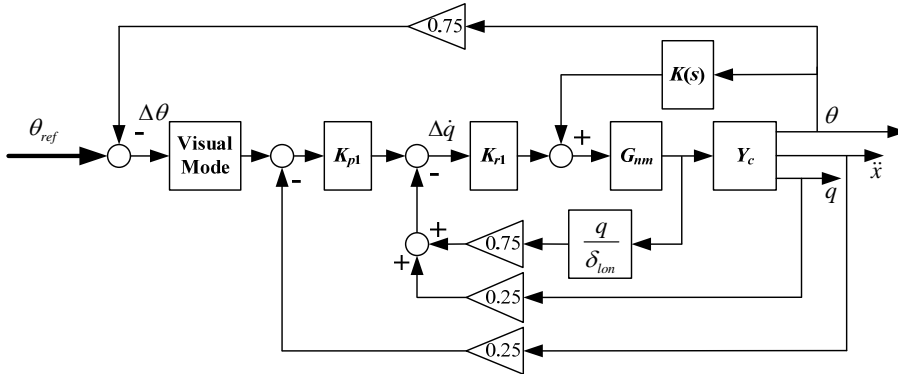 0.75
K(s)
Δθ
θref
-
Visual
Mode
-
Kp1
-
Δq̇
Kr1
+
Gnm
Yc
θ
ẍ
q
+
+
0.75
q
δlon
0.25
0.25